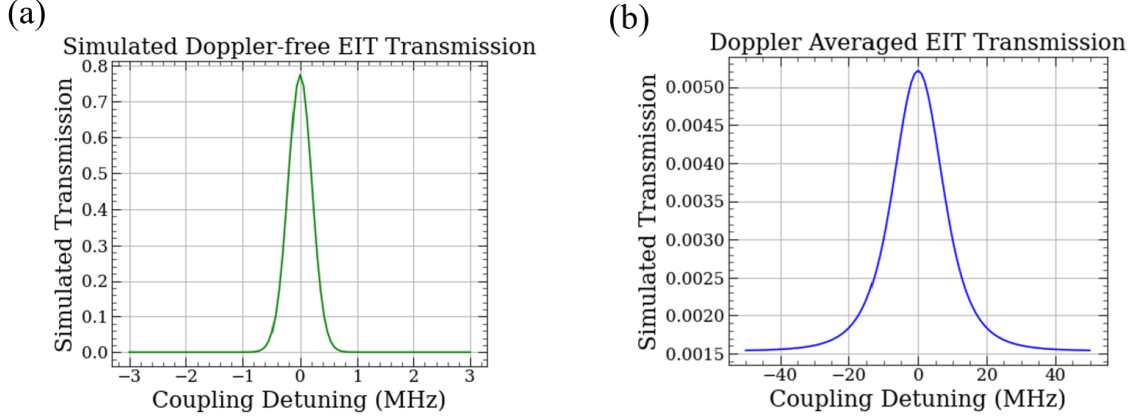 (a)
Simulated Doppler-free EIT Transmission
Simulated Transmission
0.8
0.7
0.6
0.5
0.4
0.3
0.2
0.1
0.0
−3 −2 −1 0 1 2 3
Coupling Detuning (MHz)
(b)
Doppler Averaged EIT Transmission
Simulated Transmission
0.0050
0.0045
0.0040
0.0035
0.0030
0.0025
0.0020
0.0015
−40 −20 0 20 40
Coupling Detuning (MHz)